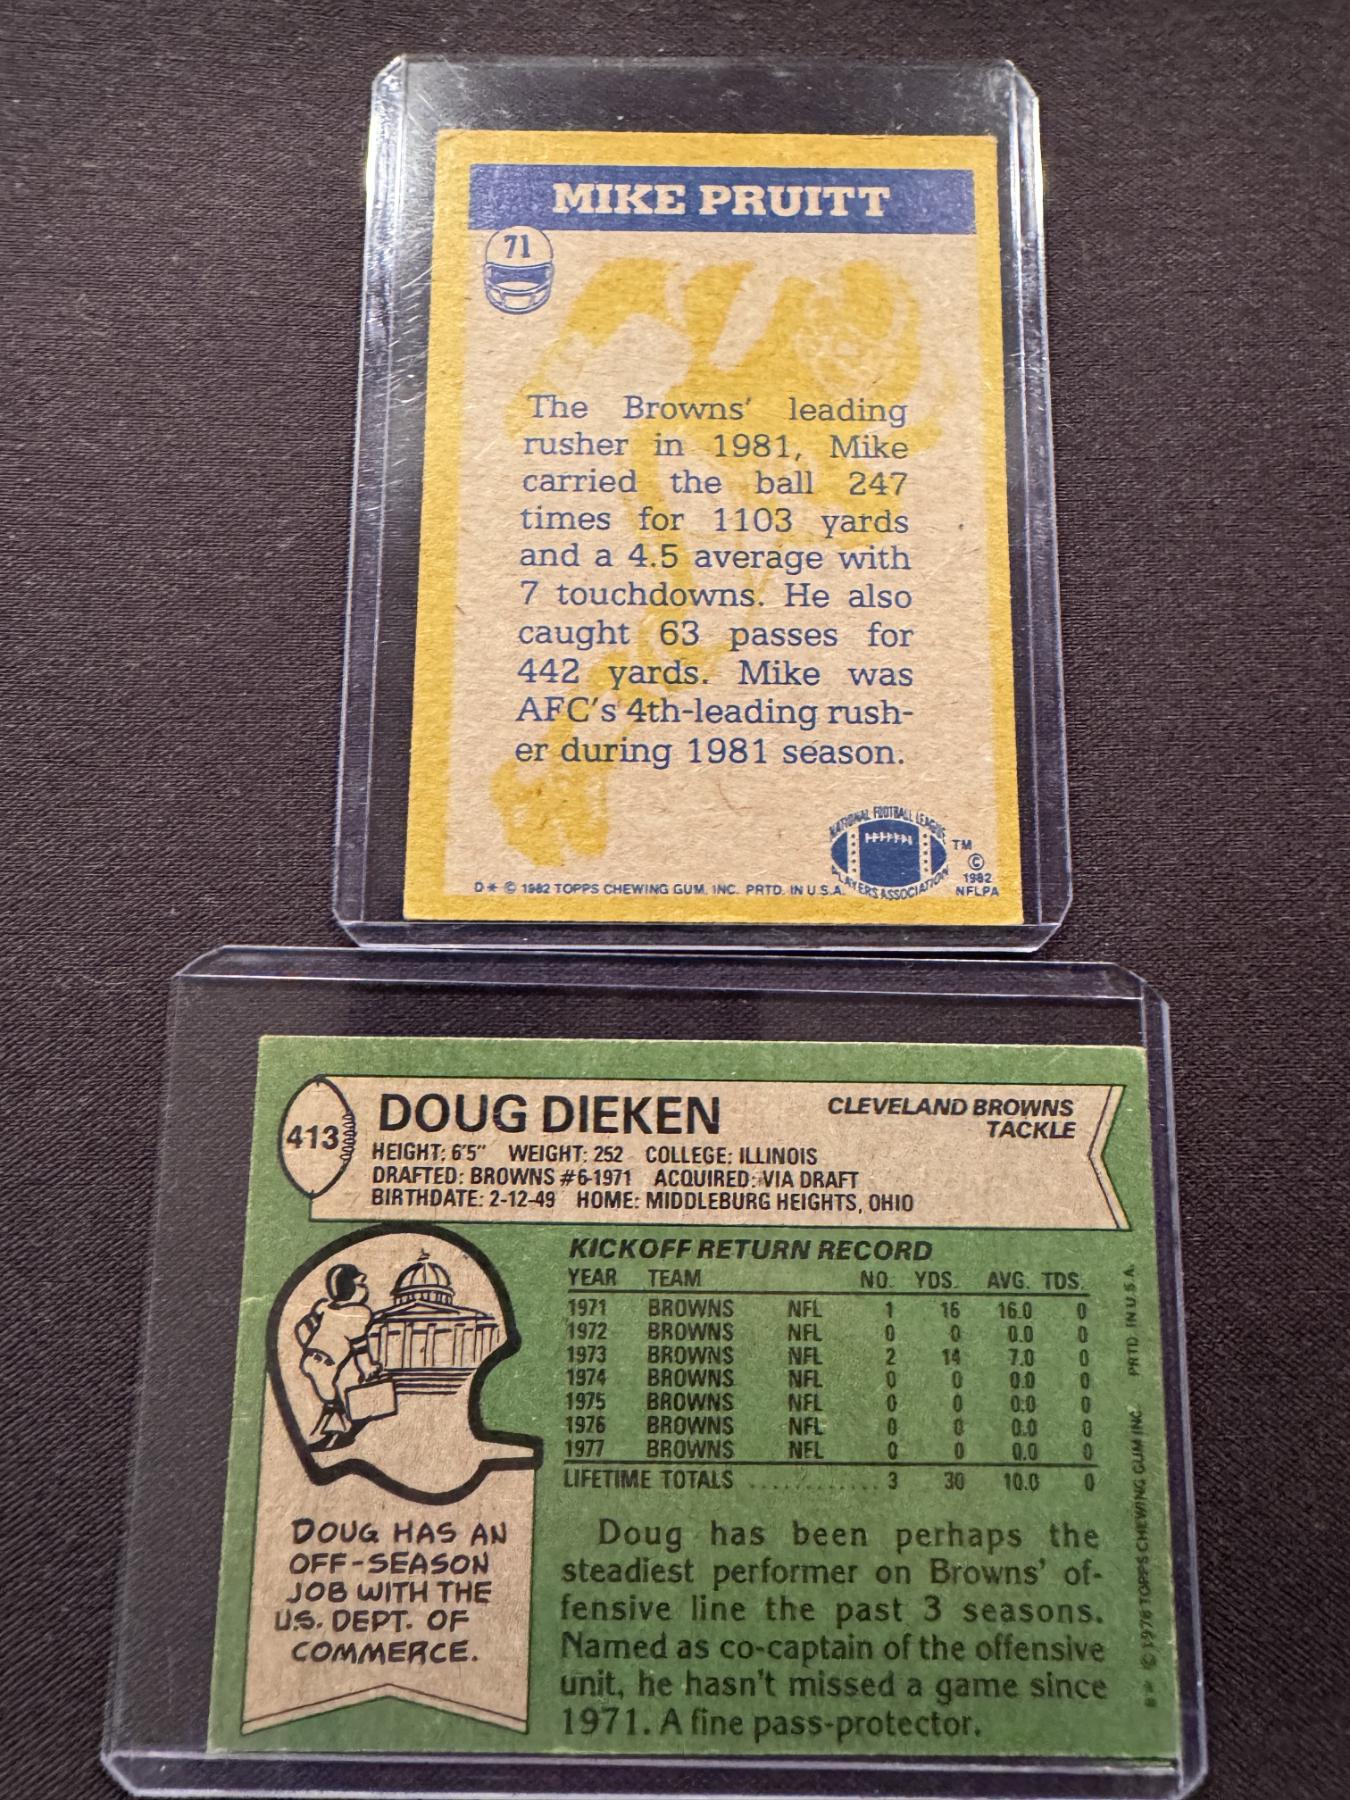 MIKE PRUITT
71
The Browns' leading
rusher in 1981, Mike
carried the ball 247
times for 1103 yards
and a 4.5 average with
7 touchdowns. He also
caught 63 passes for
442 yards. Mike was
AFC's 4th-leading rush-
er during 1981 season.
NATIONAL FOOTBALL LEAGUE
PLAYERS ASSOCIATION
TM
©
1982
NFLPA
D* © 1982 TOPPS CHEWING GUM, INC. PRTD. IN U.S.A.
413
DOUG DIEKEN
CLEVELAND BROWNS
TACKLE
HEIGHT: 6'5" WEIGHT: 252 COLLEGE: ILLINOIS
DRAFTED: BROWNS #6-1971 ACQUIRED: VIA DRAFT
BIRTHDATE: 2-12-49 HOME: MIDDLEBURG HEIGHTS, OHIO
KICKOFF RETURN RECORD
YEAR TEAM NO. YDS. AVG. TDS.
1971 BROWNS NFL 1 16 16.0 0
1972 BROWNS NFL 0 0 0.0 0
1973 BROWNS NFL 2 14 7.0 0
1974 BROWNS NFL 0 0 0.0 0
1975 BROWNS NFL 0 0 0.0 0
1976 BROWNS NFL 0 0 0.0 0
1977 BROWNS NFL 0 0 0.0 0
LIFETIME TOTALS ............ 3 30 10.0 0
DOUG HAS AN
OFF-SEASON
JOB WITH THE
U.S. DEPT. OF
COMMERCE.
Doug has been perhaps the
steadiest performer on Browns' of-
fensive line the past 3 seasons.
Named as co-captain of the offensive
unit, he hasn't missed a game since
1971. A fine pass-protector.
© 1978 TOPPS CHEWING GUM INC. PRTD IN U.S.A.